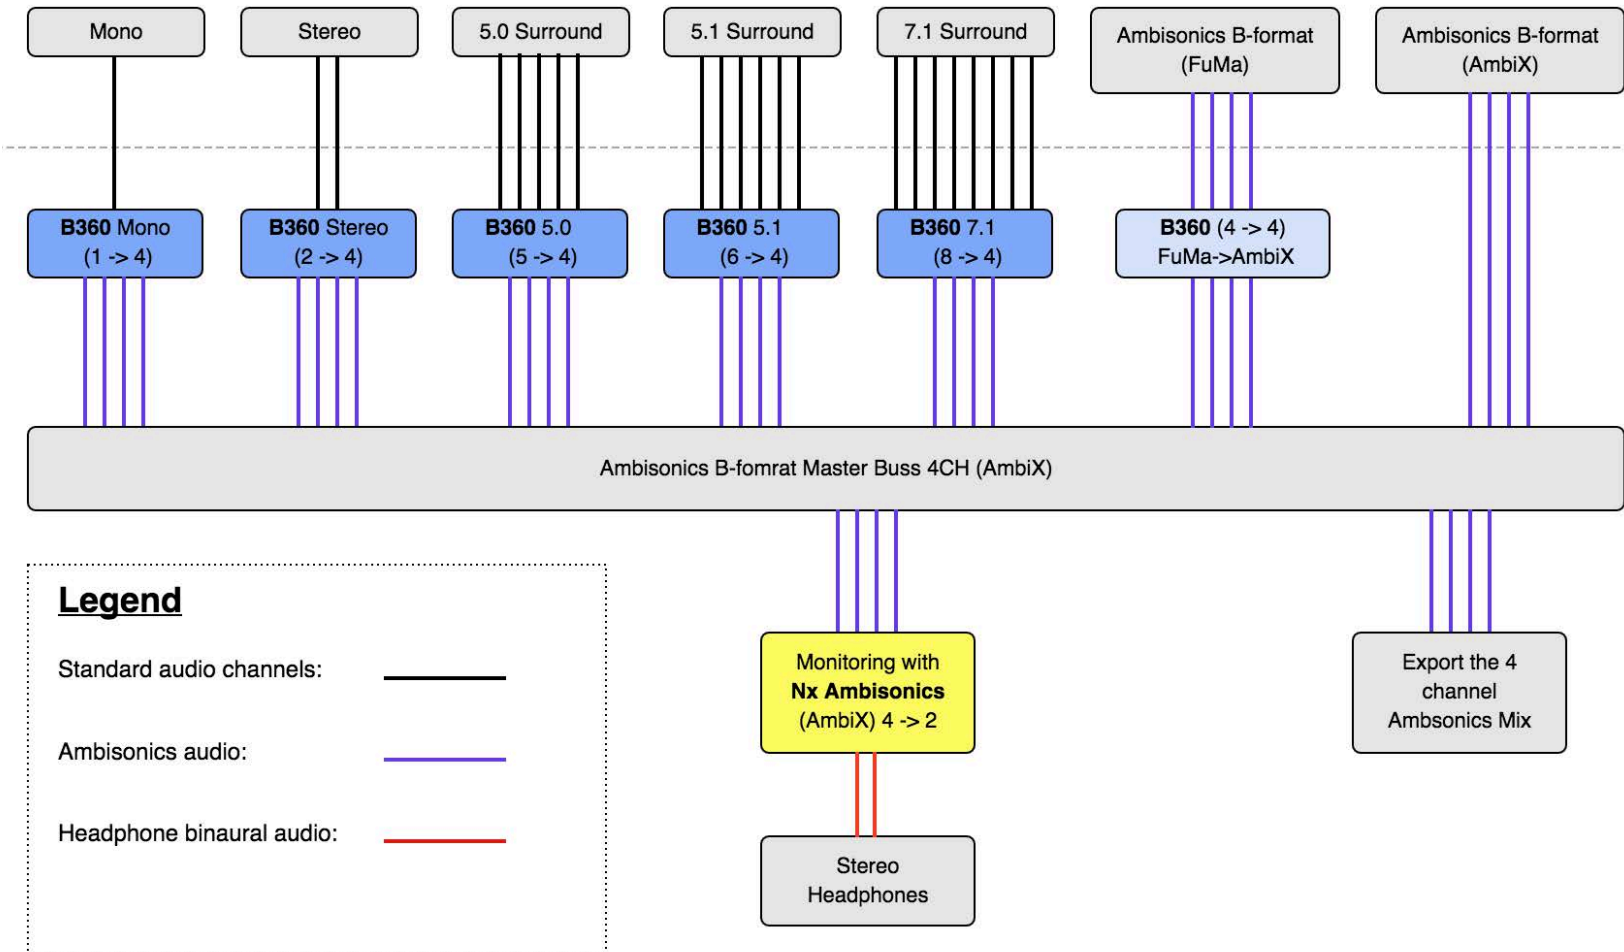 Mono
Stereo
5.0 Surround
5.1 Surround
7.1 Surround
Ambisonics B-format
(FuMa)
Ambisonics B-format
(AmbiX)
B360 Mono
(1 -> 4)
B360 Stereo
(2 -> 4)
B360 5.0
(5 -> 4)
B360 5.1
(6 -> 4)
B360 7.1
(8 -> 4)
B360 (4 -> 4)
FuMa->AmbiX
Ambisonics B-fomrat Master Buss 4CH (AmbiX)
Legend
Standard audio channels:
Ambisonics audio:
Headphone binaural audio:
Monitoring with
Nx Ambisonics
(AmbiX) 4 -> 2
Stereo
Headphones
Export the 4
channel
Ambsonics Mix